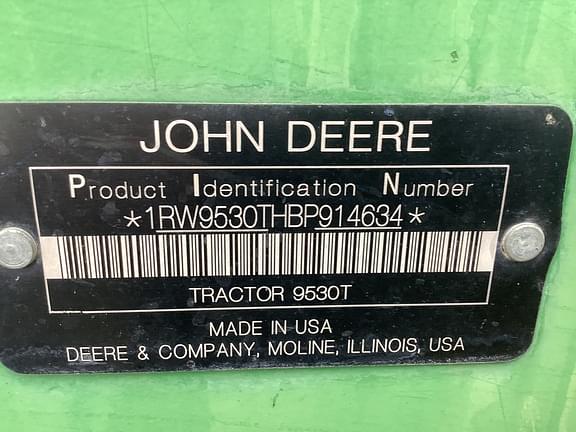 JOHN DEERE
Product Identification Number
*1RW9530THBP914634*
TRACTOR 9530T
MADE IN USA
DEERE & COMPANY, MOLINE, ILLINOIS, USA